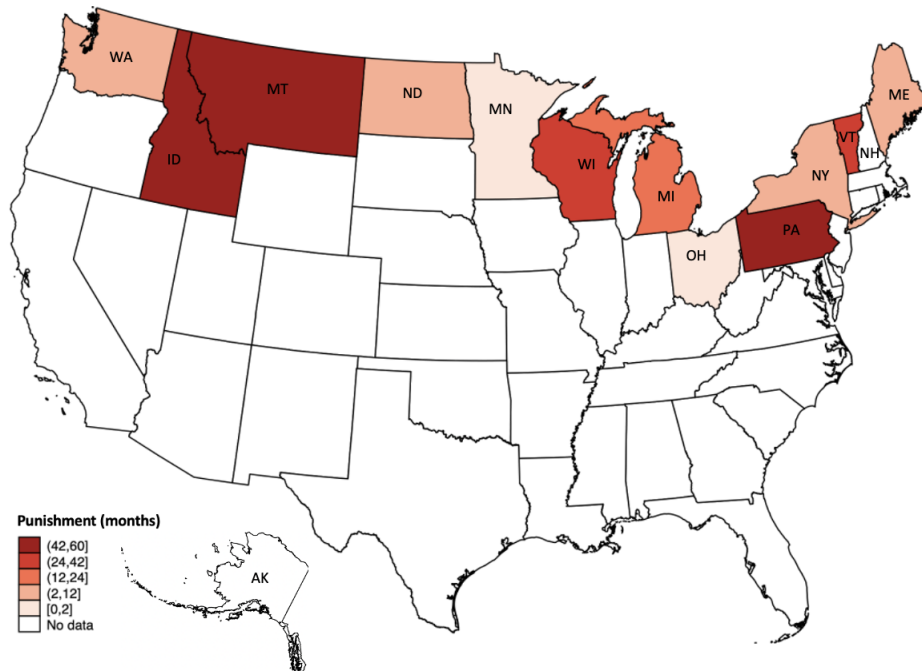 WA
MT
ND
MN
ME
ID
WI
VT
NH
MI
NY
PA
OH
Punishment (months)
(42,60]
(24,42]
(12,24]
(2,12]
[0,2]
No data
AK